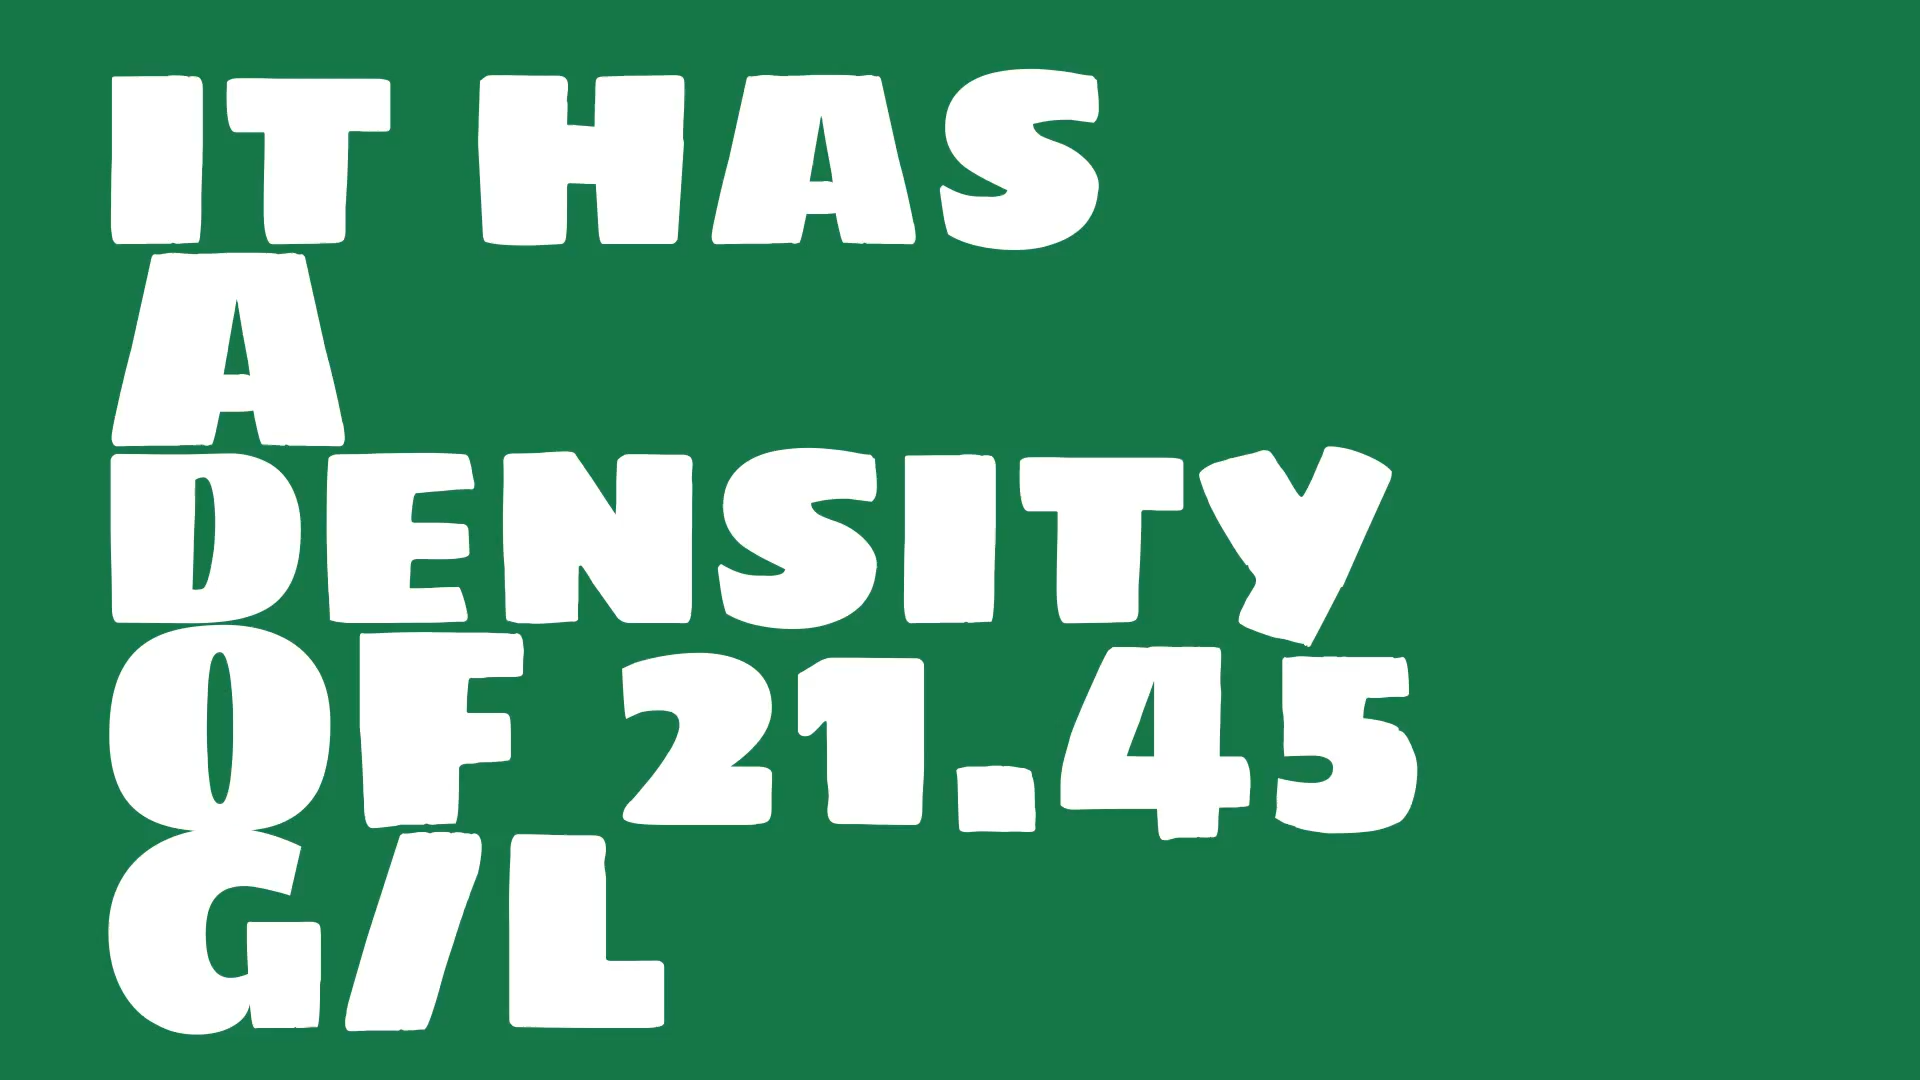 IT HAS
A
DENSITY
OF 21.45
G/L